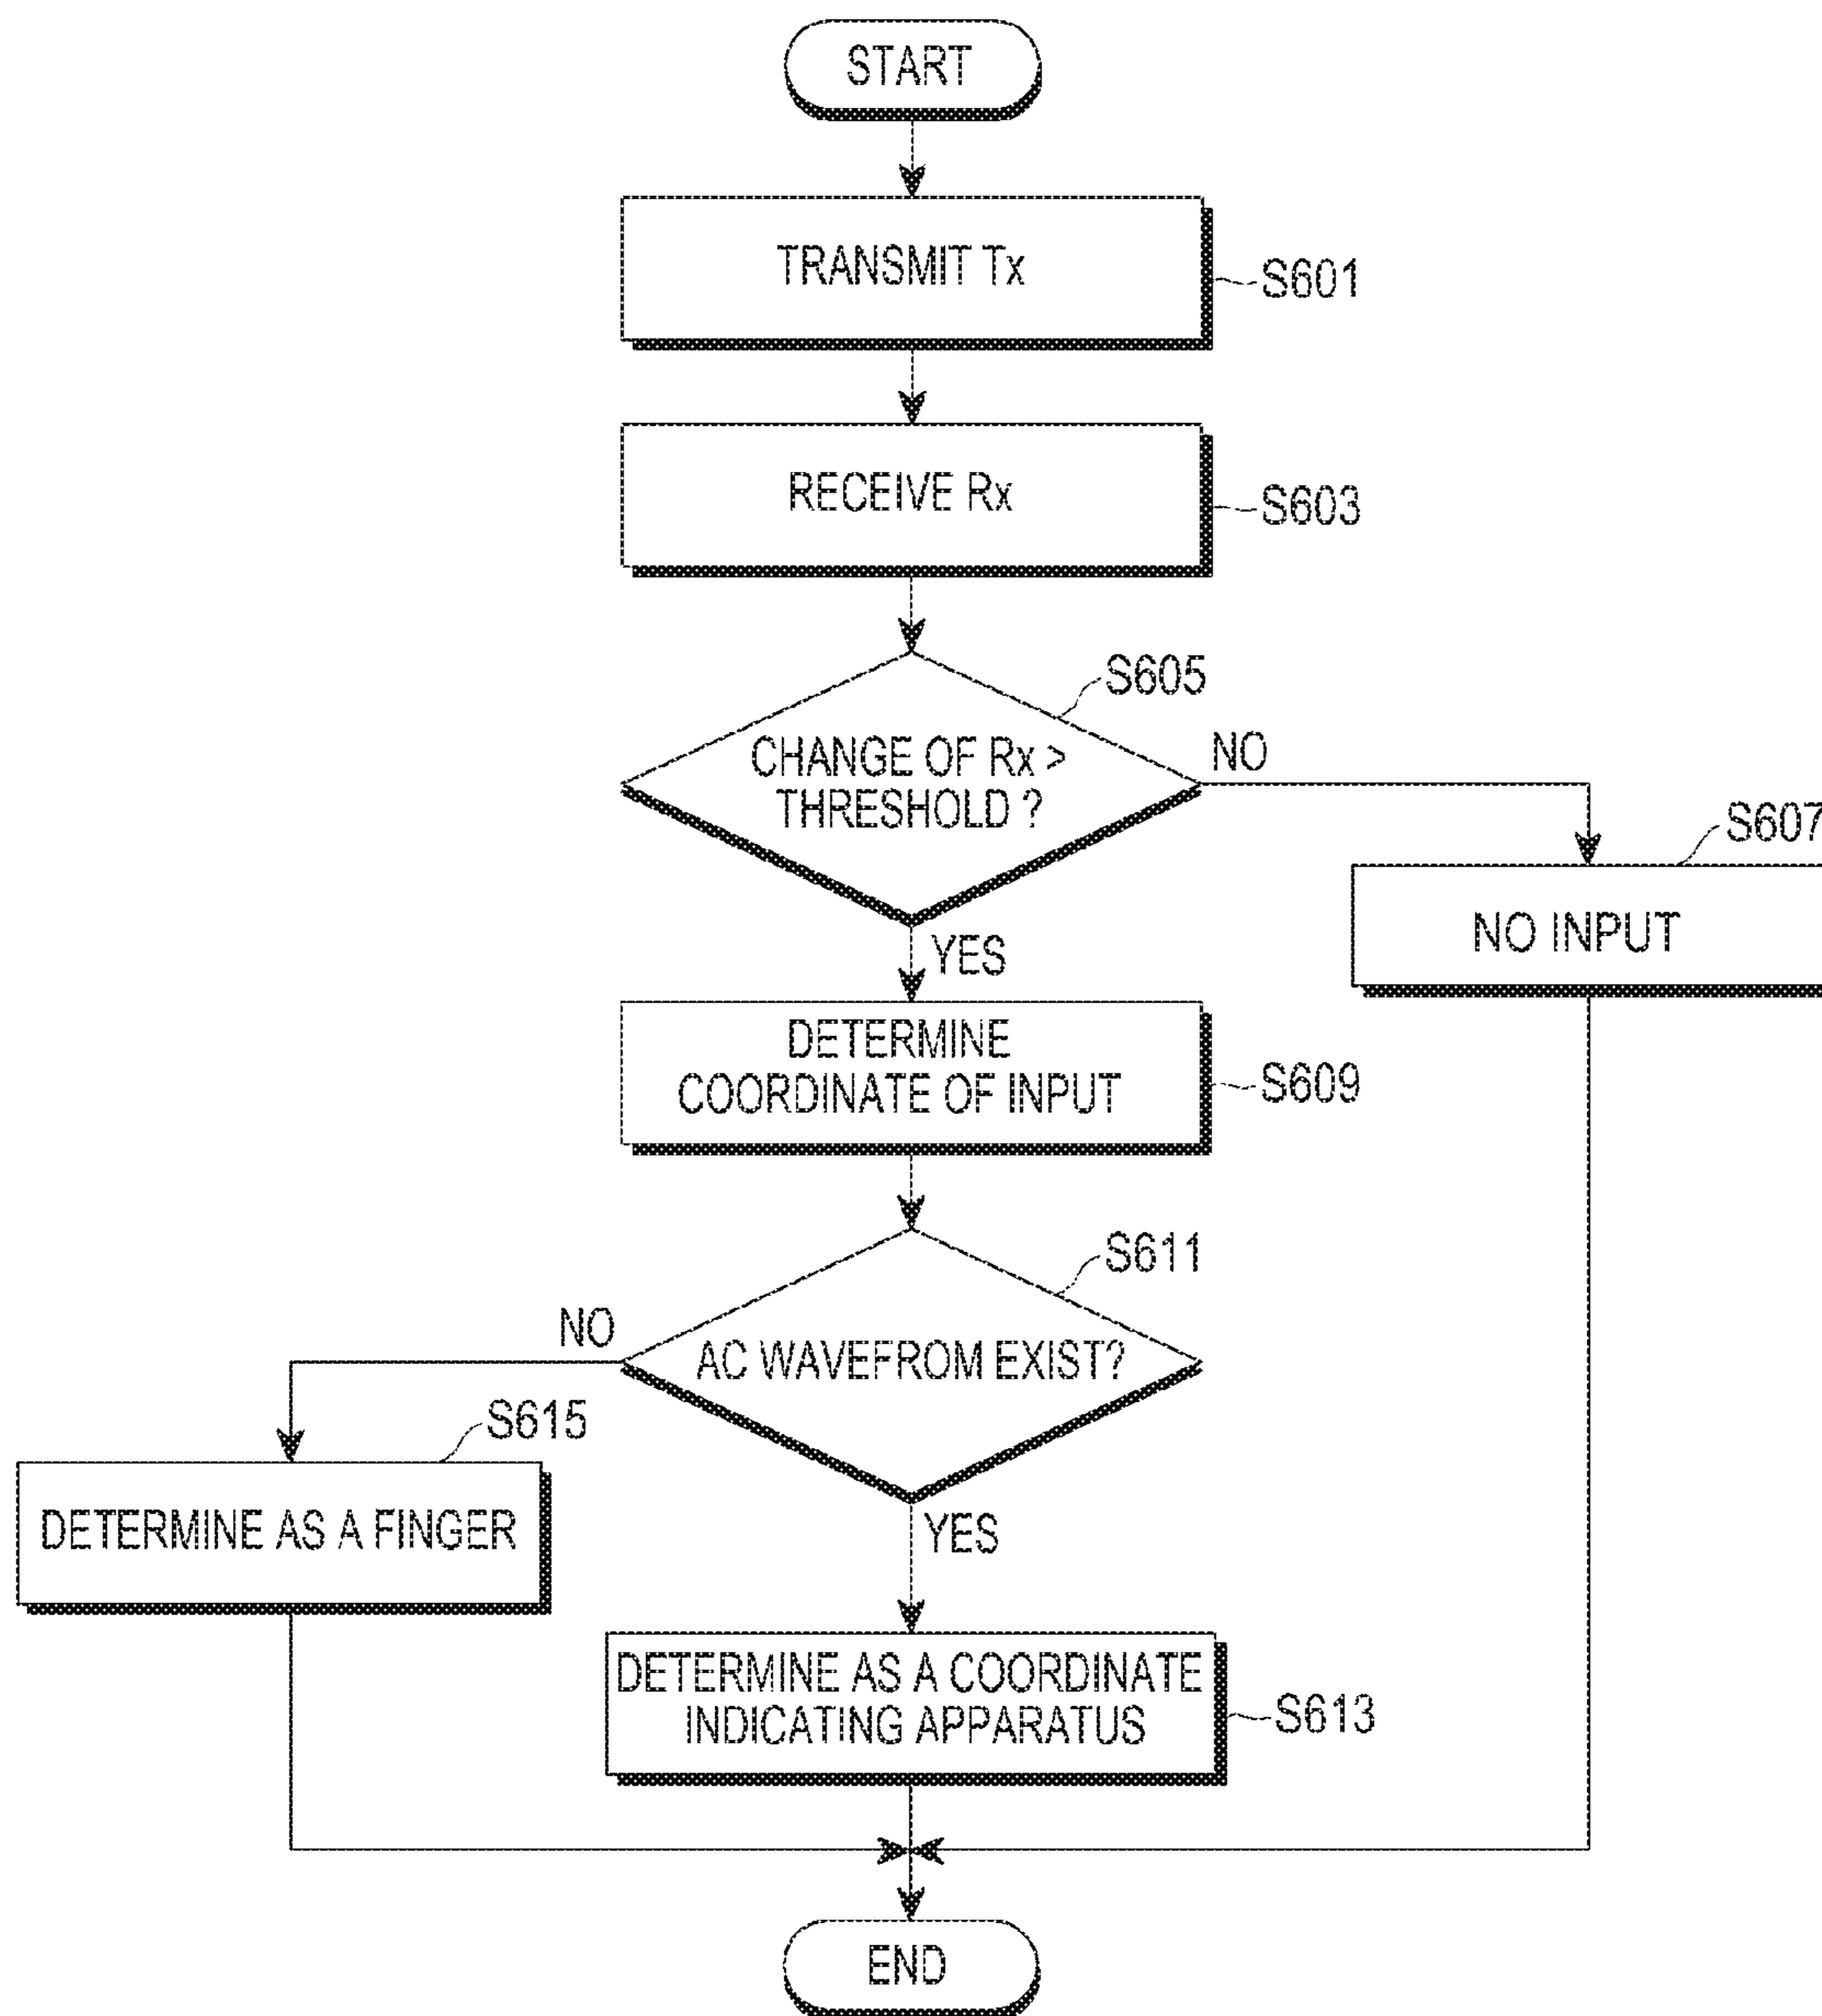 START
TRANSMIT Tx
S601
RECEIVE Rx
S603
S605
CHANGE OF Rx >
THRESHOLD ?
NO
S607
NO INPUT
YES
DETERMINE
COORDINATE OF INPUT
S609
S611
AC WAVEFROM EXIST?
NO
S615
DETERMINE AS A FINGER
YES
DETERMINE AS A COORDINATE
INDICATING APPARATUS
S613
END